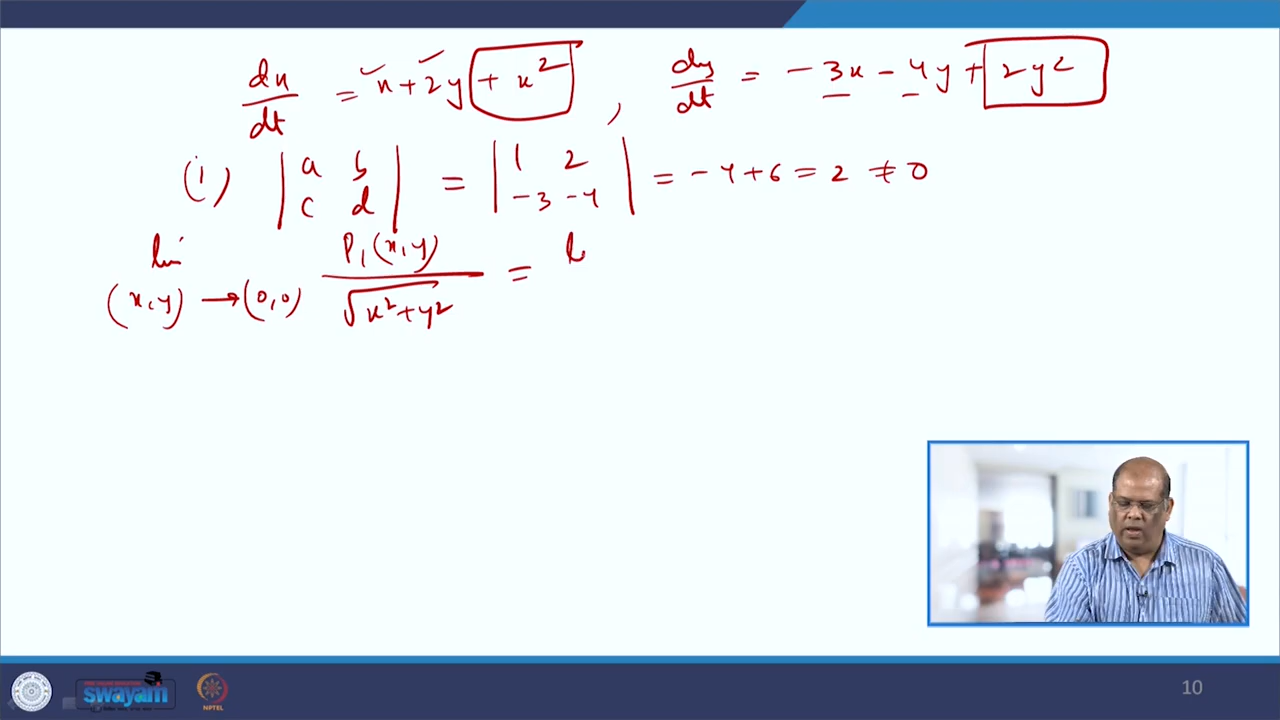 dx/dt = x + 2y + x² , dy/dt = -3x - 4y + 2y²
(i) |a b; c d| = |1 2; -3 -4| = -4 + 6 = 2 ≠ 0
lim (x,y) → (0,0) P₁(x,y)/√x²+y² = l
swayam
NPTEL
10